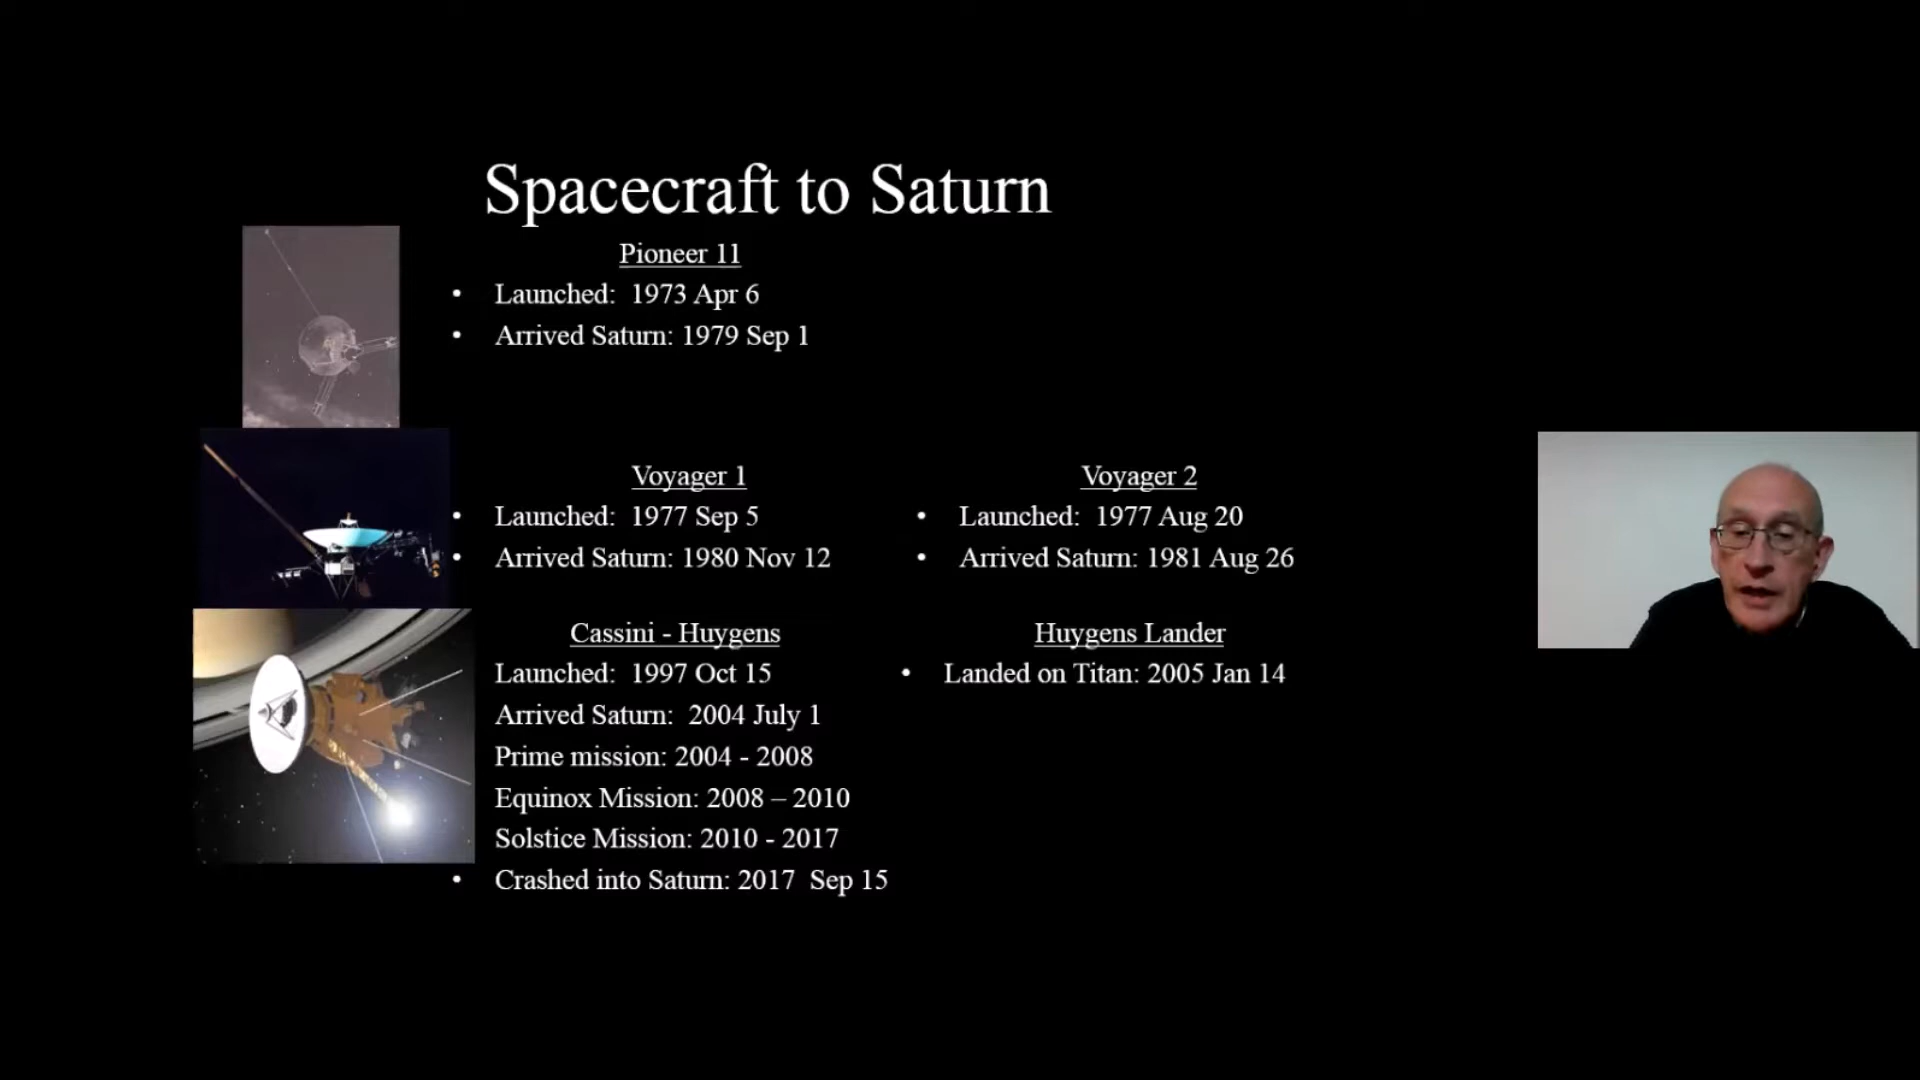 Spacecraft to Saturn
Pioneer 11
• Launched:  1973 Apr 6
• Arrived Saturn: 1979 Sep 1
Voyager 1
• Launched:  1977 Sep 5
• Arrived Saturn: 1980 Nov 12
Voyager 2
• Launched:  1977 Aug 20
• Arrived Saturn: 1981 Aug 26
Cassini - Huygens
Launched:  1997 Oct 15
Arrived Saturn:  2004 July 1
Prime mission: 2004 - 2008
Equinox Mission: 2008 – 2010
Solstice Mission: 2010 - 2017
• Crashed into Saturn: 2017  Sep 15
Huygens Lander
• Landed on Titan: 2005 Jan 14